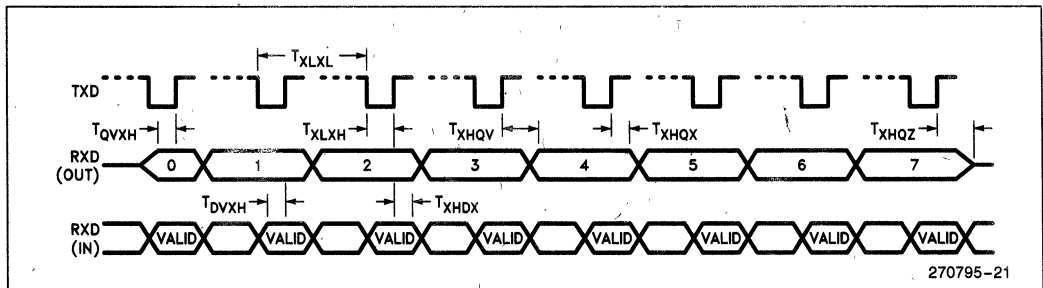 TXLXL
TXD
TQVXH TXLXH TXHQV TXHQX TXHQZ
RXD
(OUT) 0 1 2 3 4 5 6 7
TDVXH TXHDX
RXD
(IN) VALID VALID VALID VALID VALID VALID VALID VALID
270795-21